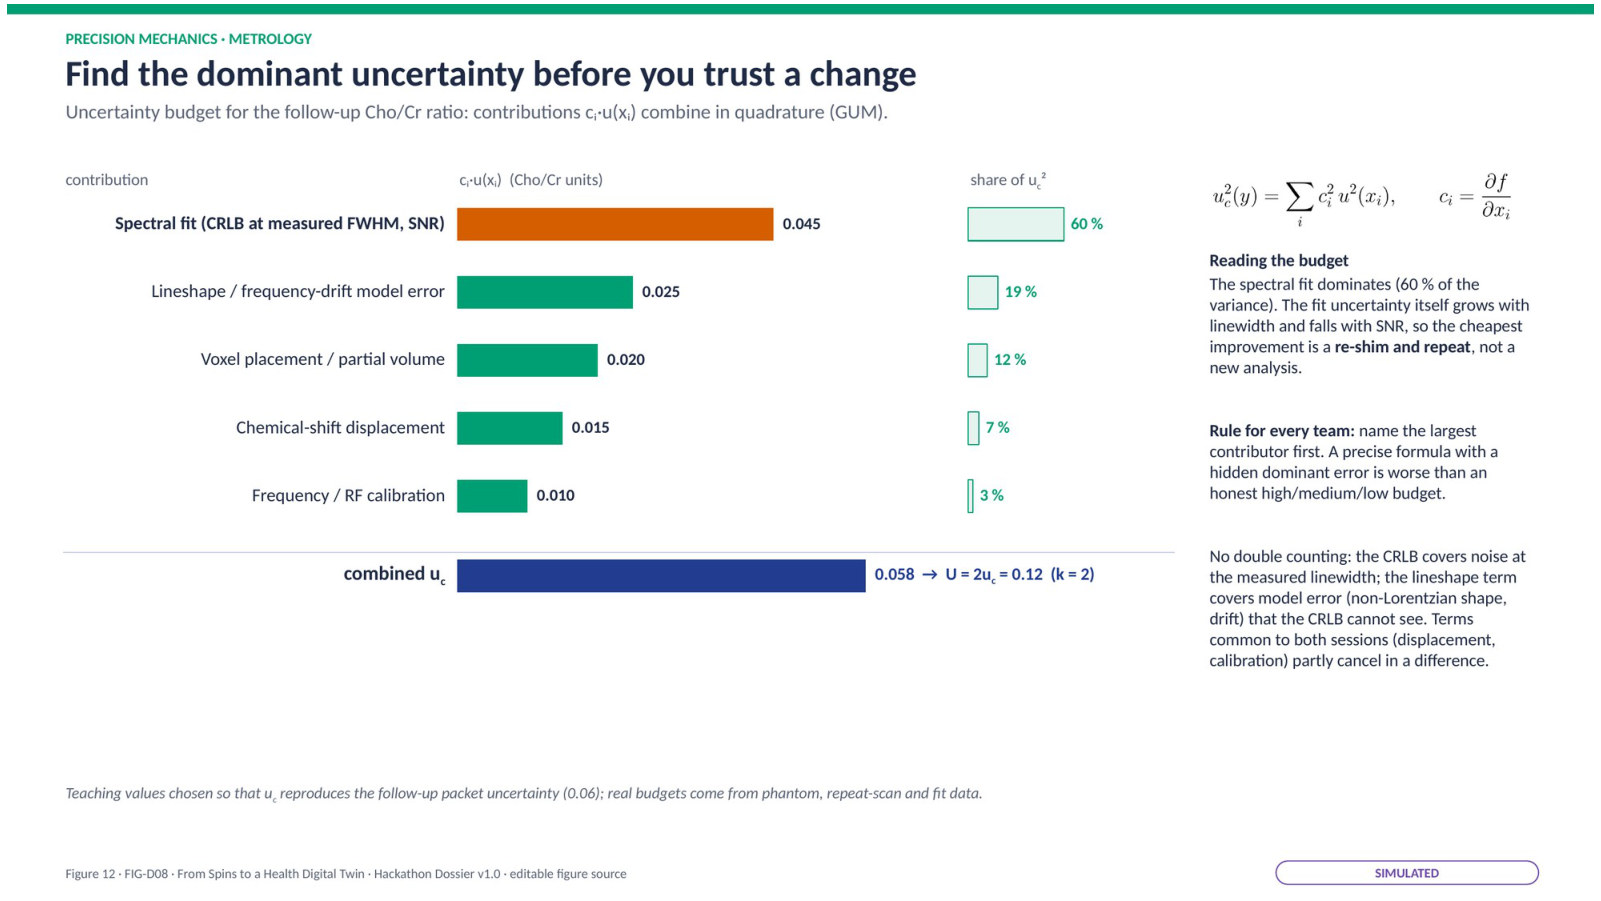 PRECISION MECHANICS · METROLOGY
Find the dominant uncertainty before you trust a change
Uncertainty budget for the follow-up Cho/Cr ratio: contributions cᵢ·u(xᵢ) combine in quadrature (GUM).
contribution
cᵢ·u(xᵢ) (Cho/Cr units)
share of u_c²
Spectral fit (CRLB at measured FWHM, SNR)
0.045
60 %
Lineshape / frequency-drift model error
0.025
19 %
Voxel placement / partial volume
0.020
12 %
Chemical-shift displacement
0.015
7 %
Frequency / RF calibration
0.010
3 %
combined u_c
0.058 → U = 2u_c = 0.12 (k = 2)
u_c²(y) = ∑_i c_i² u²(x_i), c_i = ∂f/∂x_i
Reading the budget
The spectral fit dominates (60 % of the
variance). The fit uncertainty itself grows with
linewidth and falls with SNR, so the cheapest
improvement is a re-shim and repeat, not a
new analysis.
Rule for every team: name the largest
contributor first. A precise formula with a
hidden dominant error is worse than an
honest high/medium/low budget.
No double counting: the CRLB covers noise at
the measured linewidth; the lineshape term
covers model error (non-Lorentzian shape,
drift) that the CRLB cannot see. Terms
common to both sessions (displacement,
calibration) partly cancel in a difference.
Teaching values chosen so that u_c reproduces the follow-up packet uncertainty (0.06); real budgets come from phantom, repeat-scan and fit data.
Figure 12 · FIG-D08 · From Spins to a Health Digital Twin · Hackathon Dossier v1.0 · editable figure source
SIMULATED